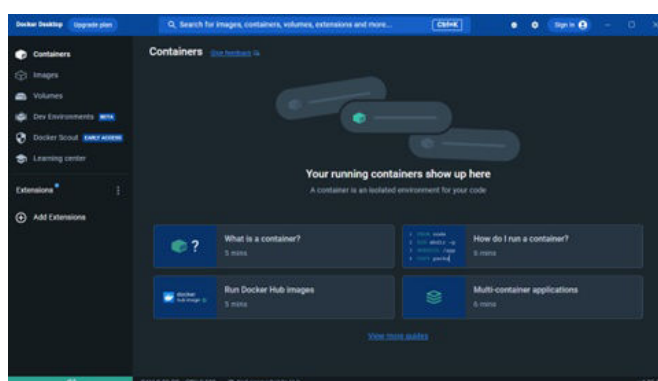 Docker Desktop Upgrade plan
Search for images, containers, volumes, extensions and more...
Ctrl+K
Sign in
Containers
Images
Volumes
Dev Environments BETA
Docker Scout EARLY ACCESS
Learning center
Extensions
Add Extensions
Containers Give feedback
Your running containers show up here
A container is an isolated environment for your code
What is a container?
5 mins
How do I run a container?
6 mins
Run Docker Hub images
5 mins
Multi-container applications
6 mins
View more guides